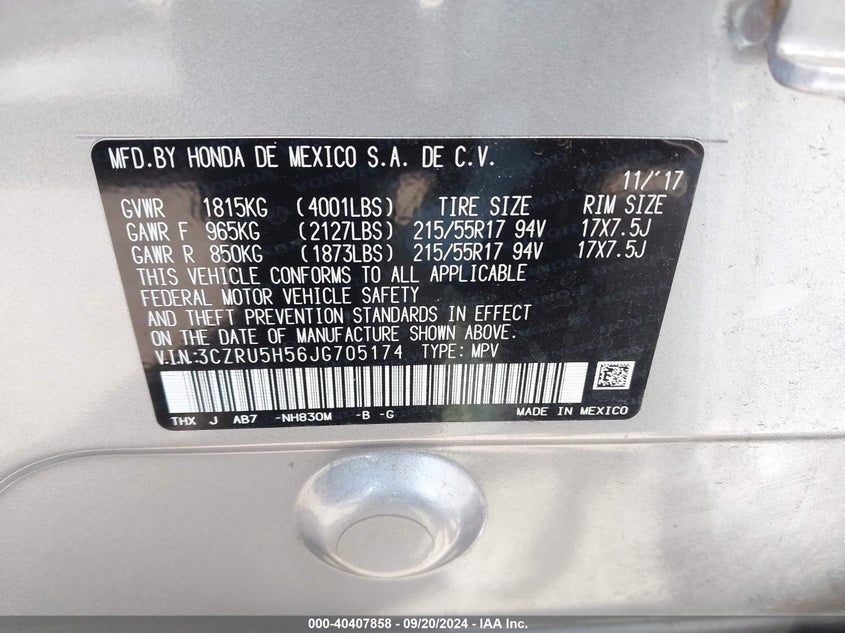 MFD.BY HONDA DE MEXICO S.A. DE C.V.
11/'17
GVWR 1815KG (4001LBS) TIRE SIZE RIM SIZE
GAWR F 965KG (2127LBS) 215/55R17 94V 17X7.5J
GAWR R 850KG (1873LBS) 215/55R17 94V 17X7.5J
THIS VEHICLE CONFORMS TO ALL APPLICABLE
FEDERAL MOTOR VEHICLE SAFETY
AND THEFT PREVENTION STANDARDS IN EFFECT
ON THE DATE OF MANUFACTURE SHOWN ABOVE.
V.I.N.:3CZRU5H56JG705174 TYPE: MPV
THX J AB7 -NH830M -B -G MADE IN MEXICO
000-40407858 - 09/20/2024 - IAA Inc.